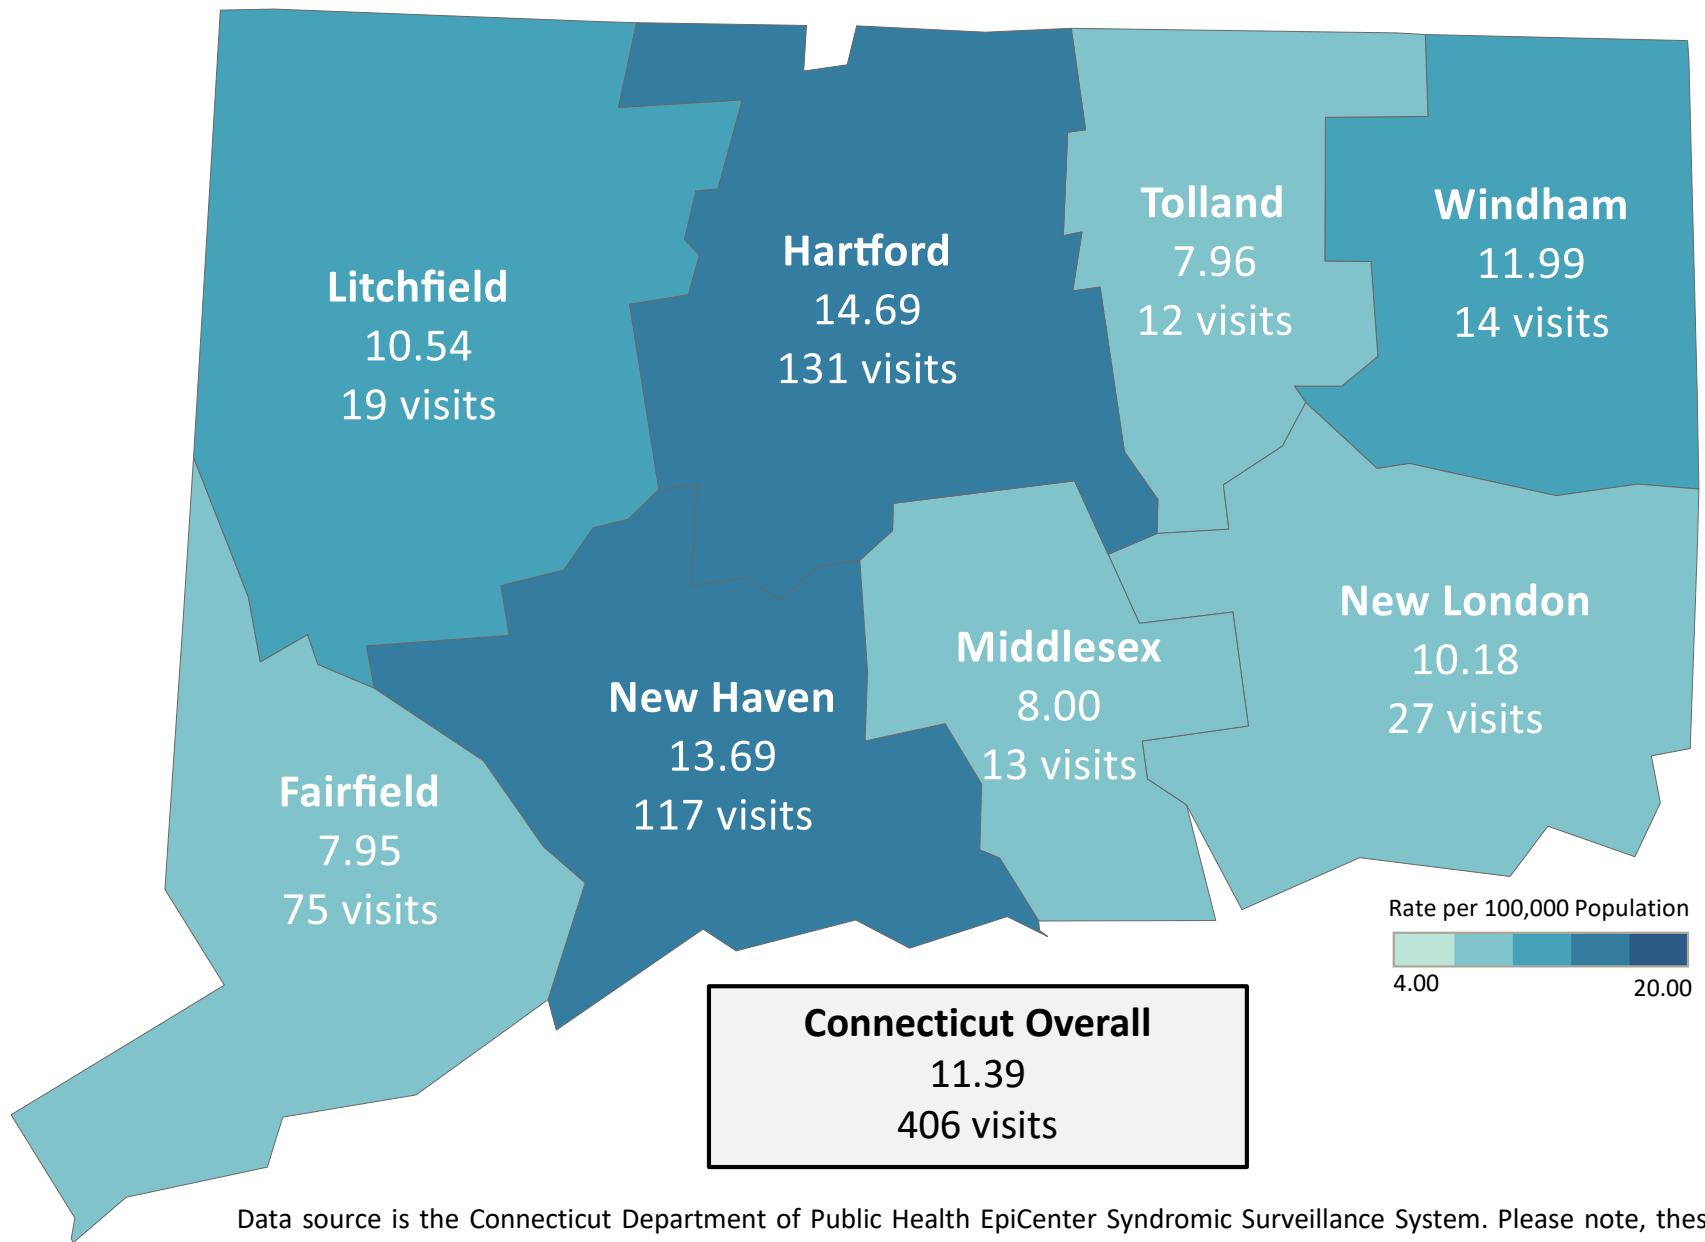 Tolland
7.96
12 visits
Windham
11.99
14 visits
Hartford
14.69
131 visits
Litchfield
10.54
19 visits
New London
10.18
27 visits
Middlesex
8.00
13 visits
New Haven
13.69
117 visits
Fairfield
7.95
75 visits
Rate per 100,000 Population
4.00
20.00
Connecticut Overall
11.39
406 visits
Data source is the Connecticut Department of Public Health EpiCenter Syndromic Surveillance System. Please note, thes